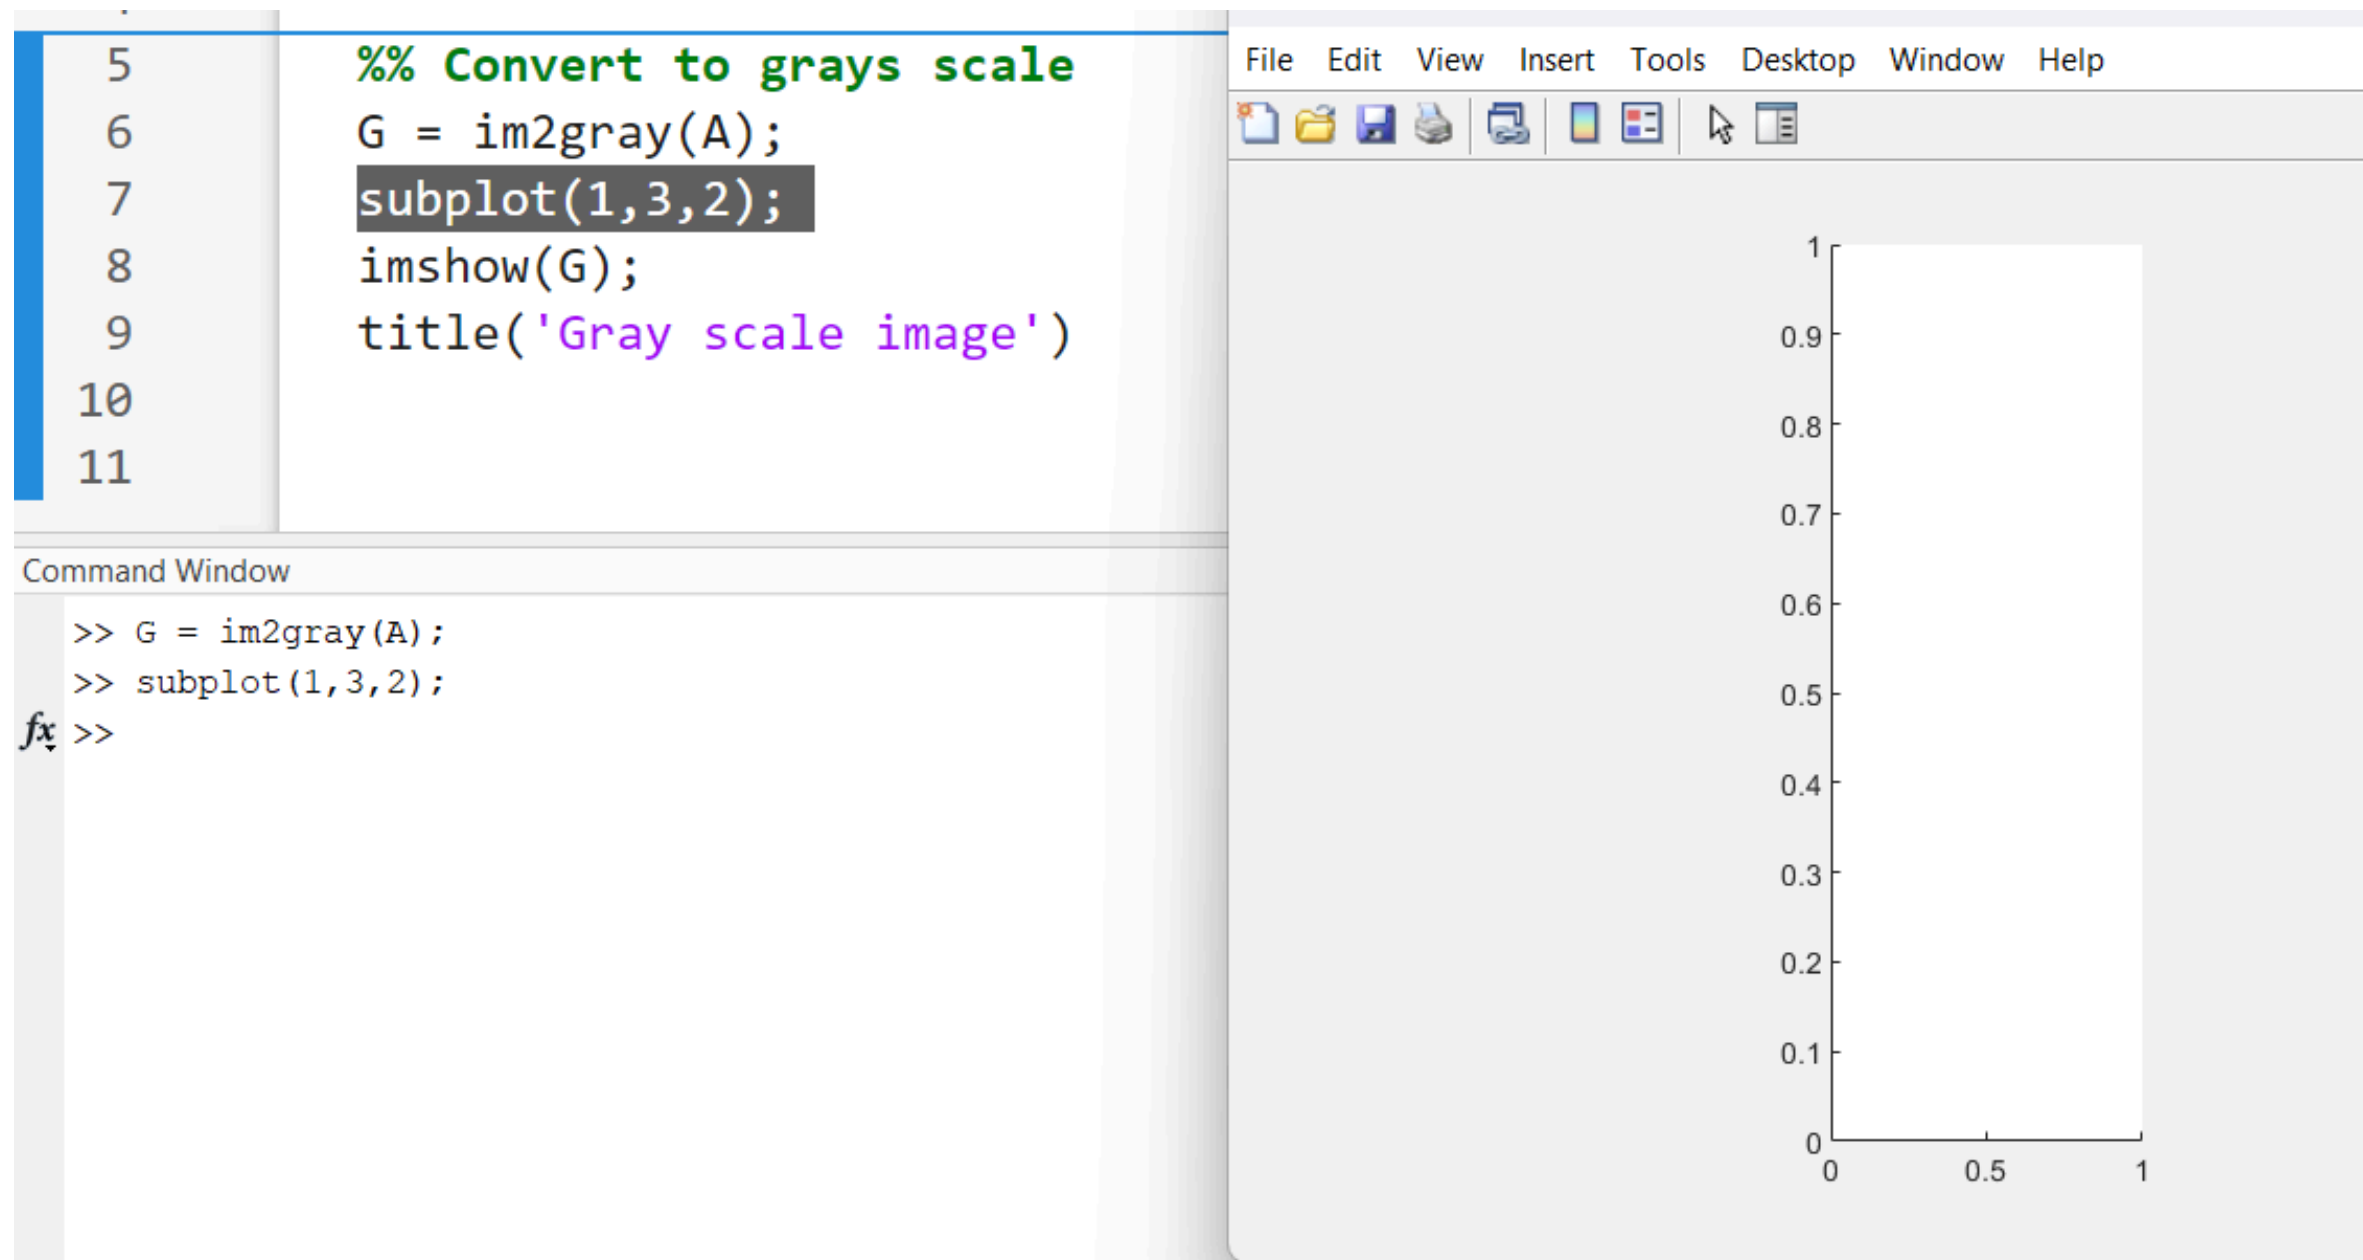 5 %% Convert to grays scale
6 G = im2gray(A);
7 subplot(1,3,2);
8 imshow(G);
9 title('Gray scale image')
10
11
Command Window
>> G = im2gray(A);
>> subplot(1,3,2);
fx >>
File Edit View Insert Tools Desktop Window Help
1
0.9
0.8
0.7
0.6
0.5
0.4
0.3
0.2
0.1
0
0 0.5 1